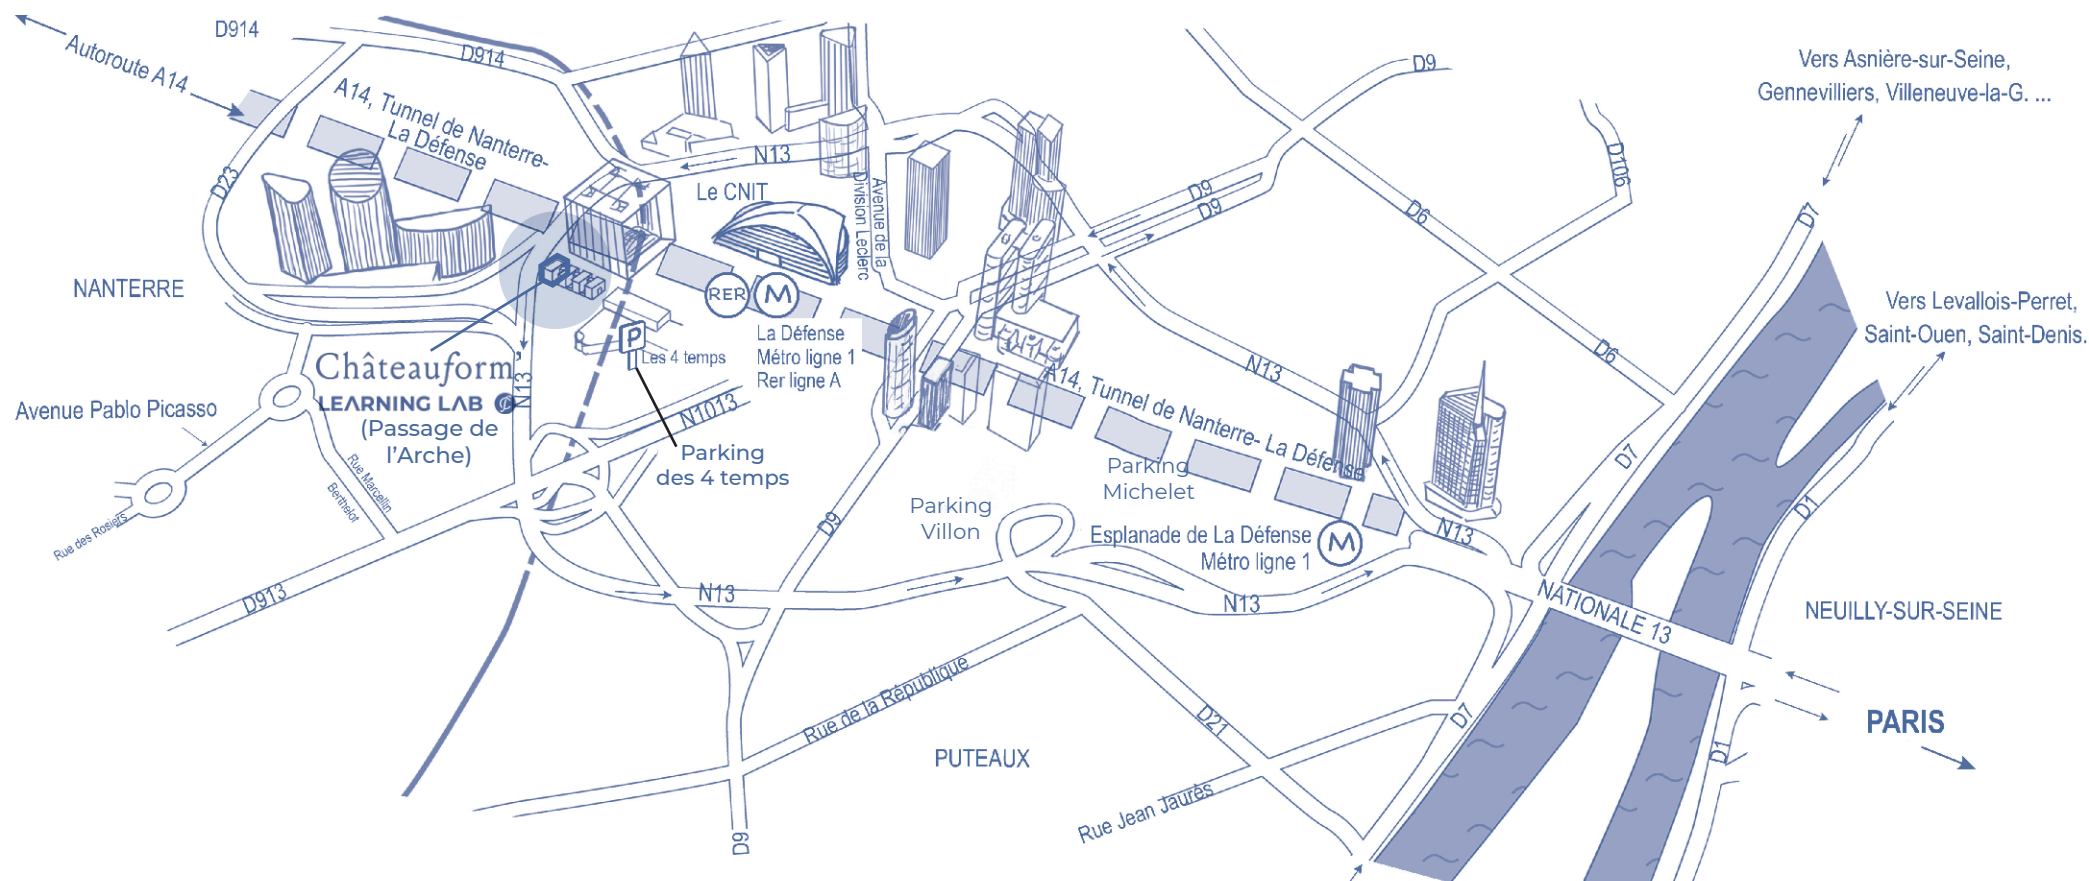 D914
D914
Autoroute A14
A14, Tunnel de Nanterre-
La Défense
D23
NANTERRE
N13
Le CNIT
Avenue de la
Division Leclerc
RER
M
La Défense
Métro ligne 1
Rer ligne A
P
Les 4 temps
Châteauform'
LEARNING LAB
(Passage de
l'Arche)
N13
N1013
Parking
des 4 temps
Avenue Pablo Picasso
Rue des Rosiers
Rue Marcellin
Berthelot
D913
N13
D9
D9
Parking
Villon
Parking
Michelet
A14, Tunnel de Nanterre- La Défense
Esplanade de La Défense
Métro ligne 1
M
N13
N13
N13
D9
D9
D9
D6
D6
D106
D7
D7
D7
Vers Asnière-sur-Seine,
Gennevilliers, Villeneuve-la-G. ...
Vers Levallois-Perret,
Saint-Ouen, Saint-Denis.
D1
D1
NATIONALE 13
NEUILLY-SUR-SEINE
PARIS
Rue de la République
PUTEAUX
D21
Rue Jean Jaurès